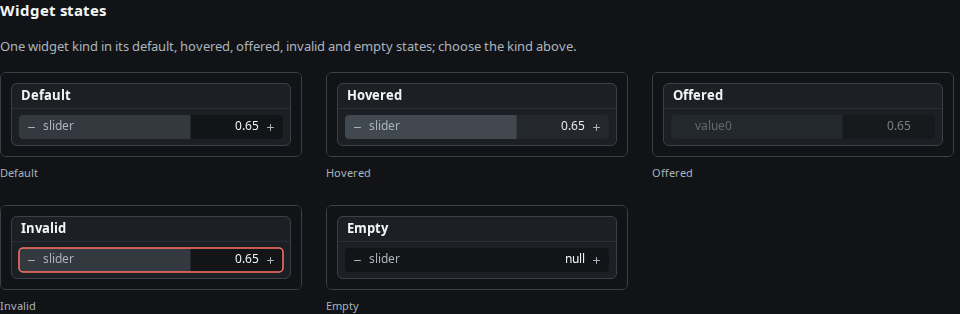 Widget states
One widget kind in its default, hovered, offered, invalid and empty states; choose the kind above.
Default
– slider 0.65 +
Default
Hovered
– slider 0.65 +
Hovered
Offered
value0 0.65
Offered
Invalid
– slider 0.65 +
Invalid
Empty
– slider null +
Empty